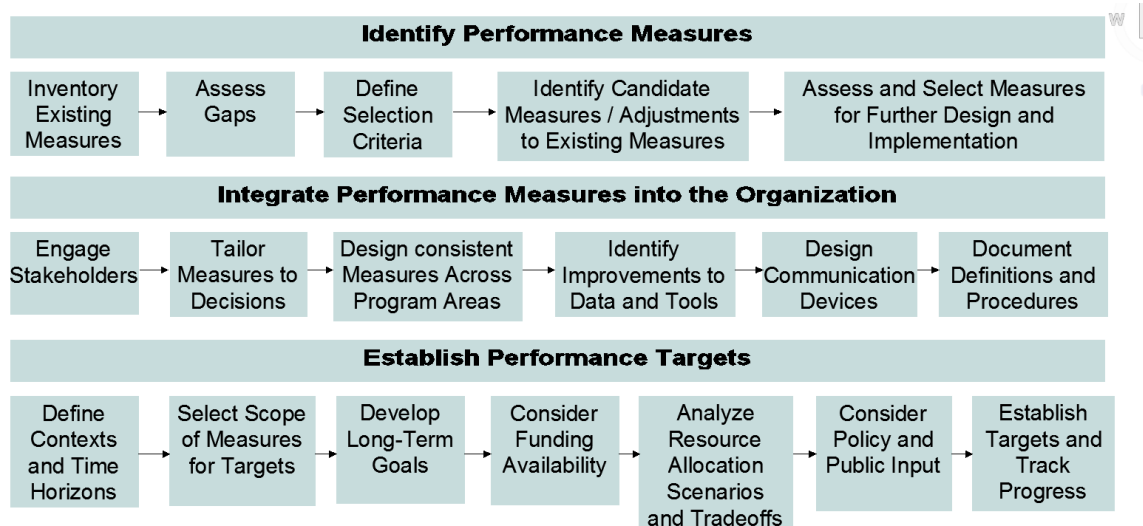 W
Identify Performance Measures
Inventory
Existing
Measures
Assess
Gaps
Define
Selection
Criteria
Identify Candidate
Measures / Adjustments
to Existing Measures
Assess and Select Measures
for Further Design and
Implementation
Integrate Performance Measures into the Organization
Engage
Stakeholders
Tailor
Measures to
Decisions
Design consistent
Measures Across
Program Areas
Identify
Improvements to
Data and Tools
Design
Communication
Devices
Document
Definitions and
Procedures
Establish Performance Targets
Define
Contexts
and Time
Horizons
Select Scope
of Measures
for Targets
Develop
Long-Term
Goals
Consider
Funding
Availability
Analyze
Resource
Allocation
Scenarios
and Tradeoffs
Consider
Policy and
Public Input
Establish
Targets and
Track
Progress